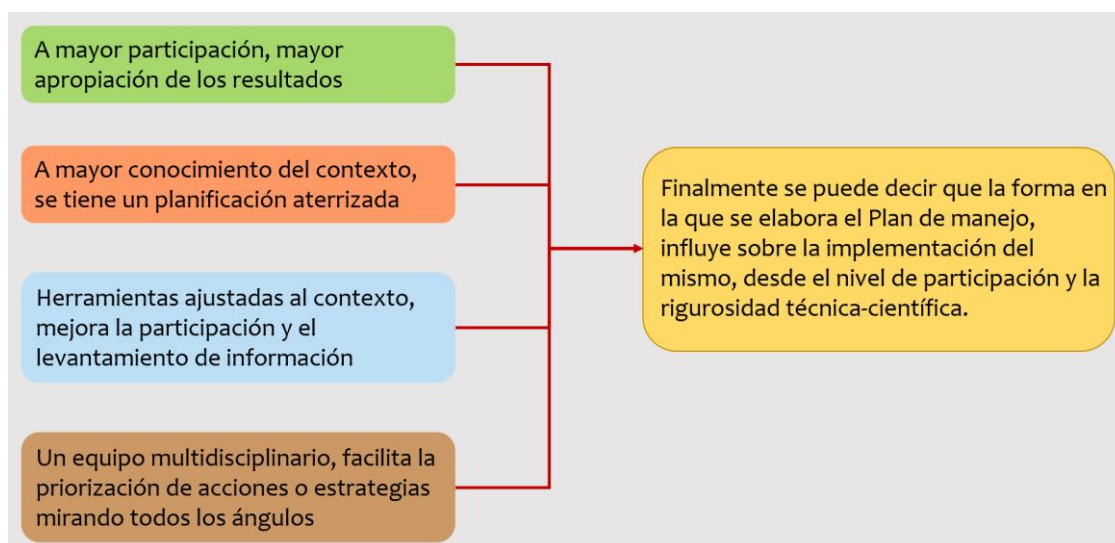 A mayor participación, mayor
apropiación de los resultados
A mayor conocimiento del contexto,
se tiene un planificación aterrizada
Herramientas ajustadas al contexto,
mejora la participación y el
levantamiento de información
Un equipo multidisciplinario, facilita la
priorización de acciones o estrategias
mirando todos los ángulos
Finalmente se puede decir que la forma en
la que se elabora el Plan de manejo,
influye sobre la implementación del
mismo, desde el nivel de participación y la
rigurosidad técnica-científica.